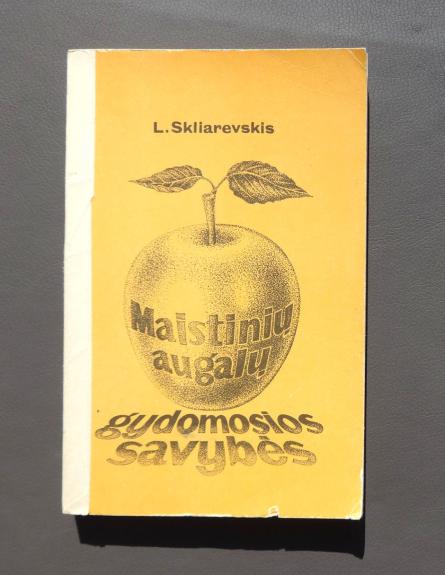 L. Skliarevskis
Maistinių
augalų
gydomosios
savybės